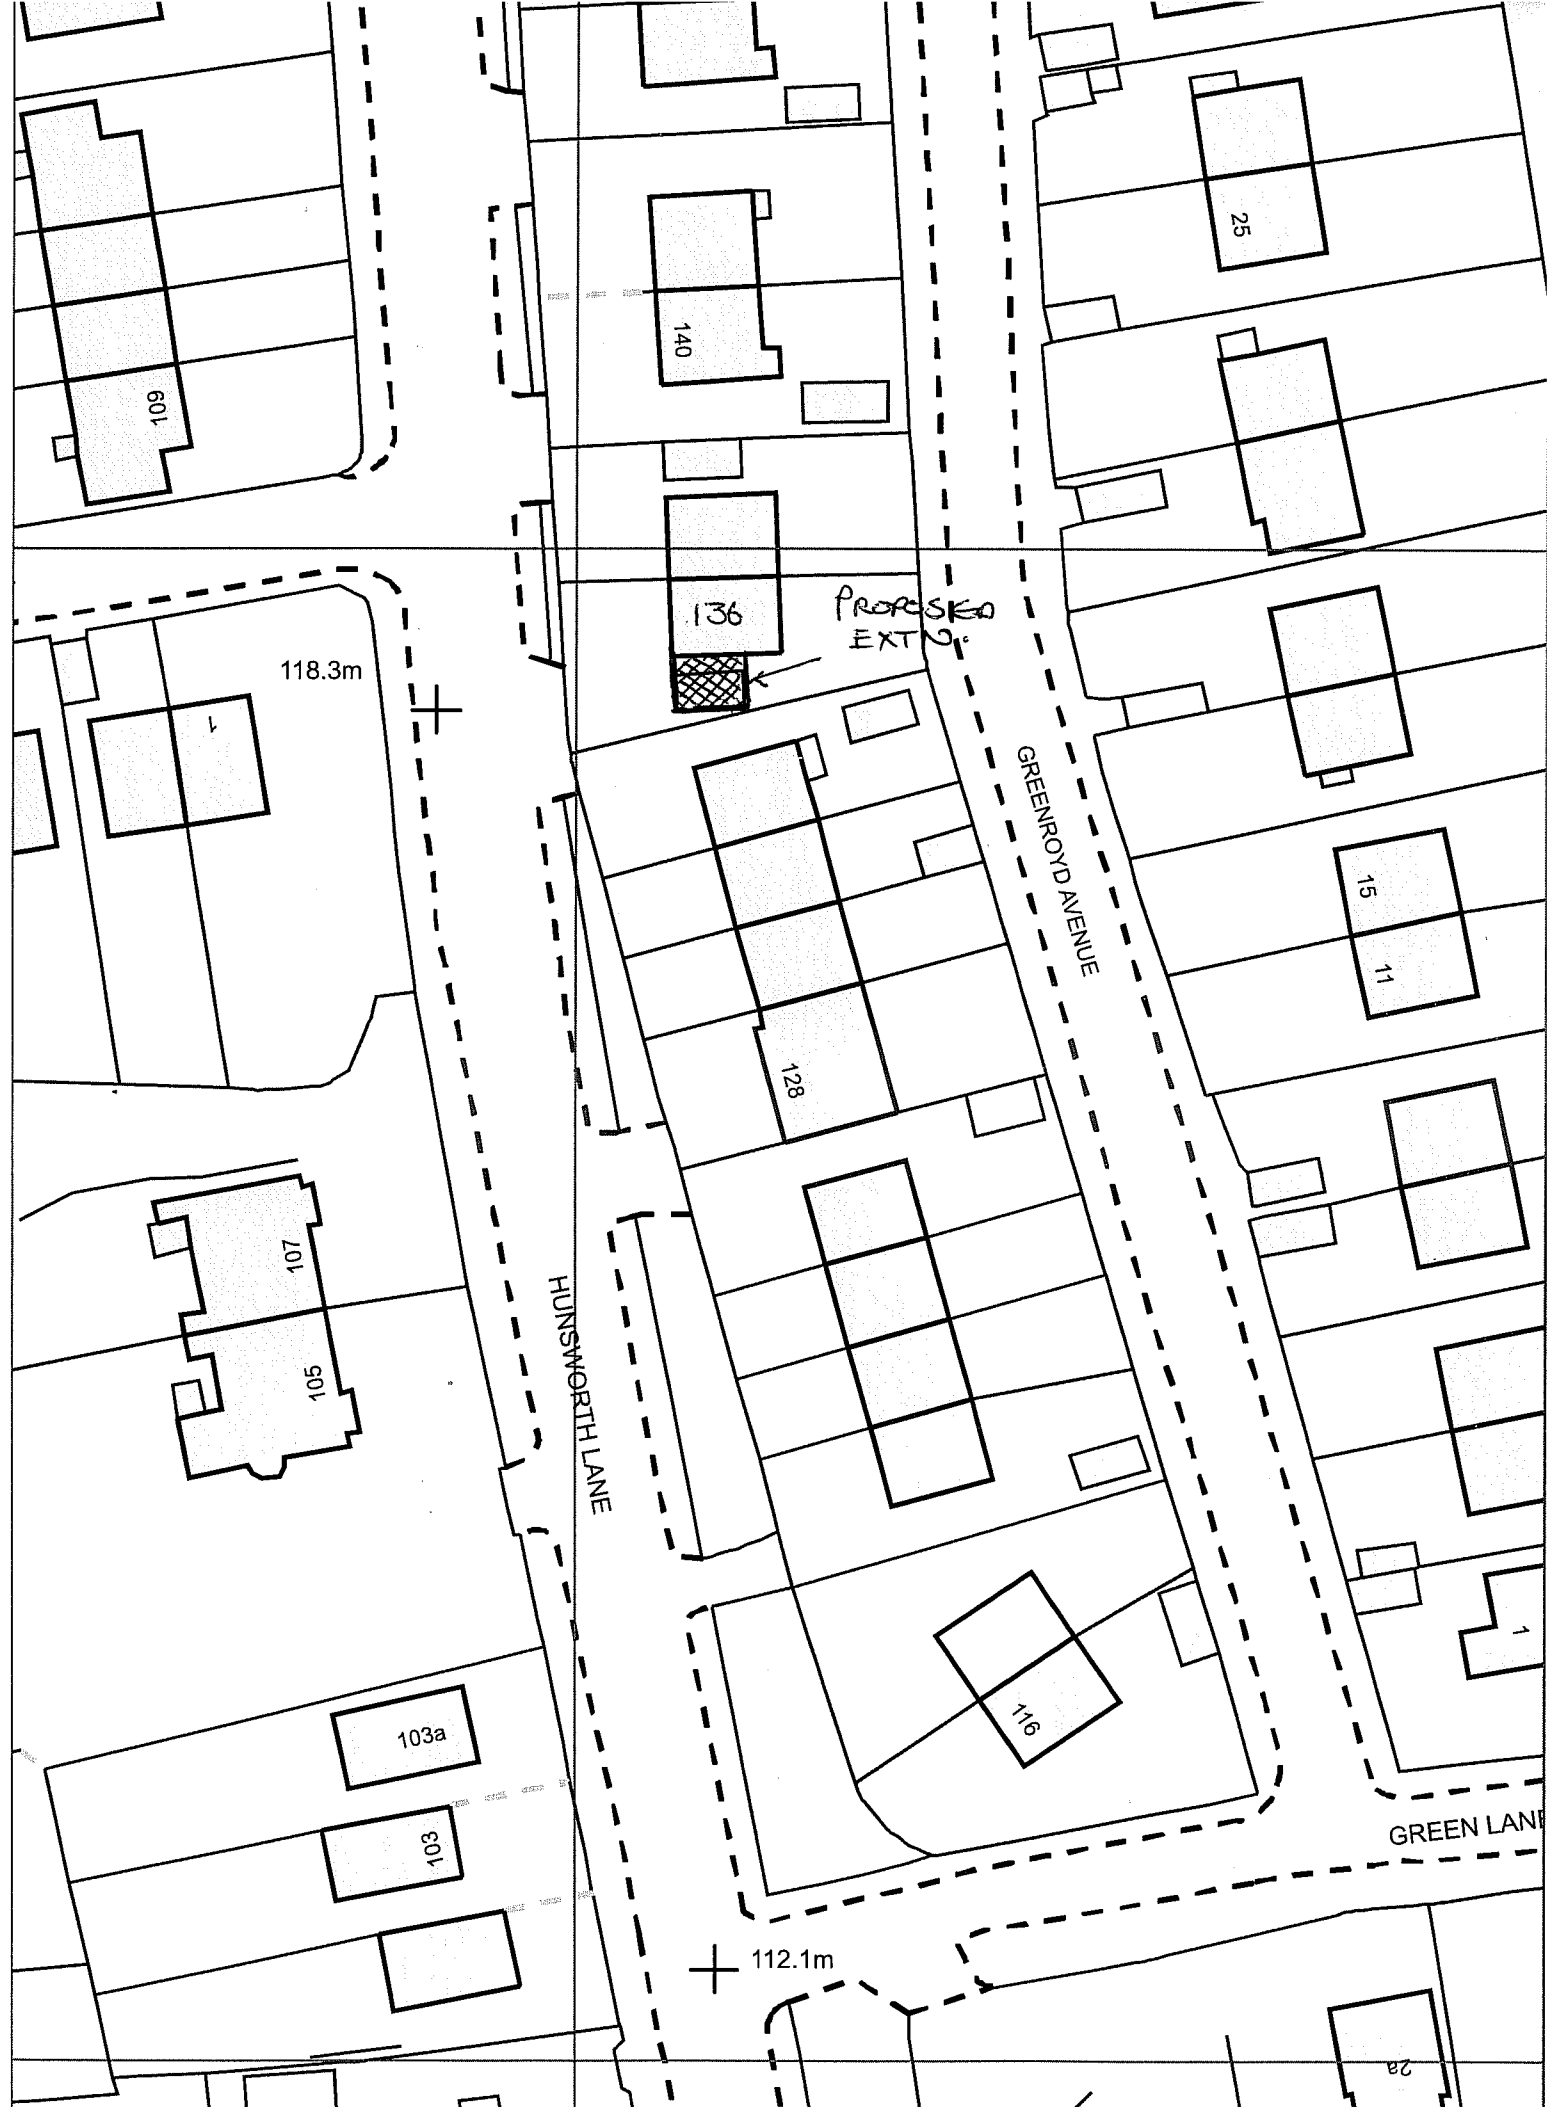 25
140
109
PROPOSED
EXTN.
136
118.3m
1
GREENROYD AVENUE
15
11
128
107
HUNSWORTH LANE
105
1
116
103a
103
GREEN LANE
112.1m
2a